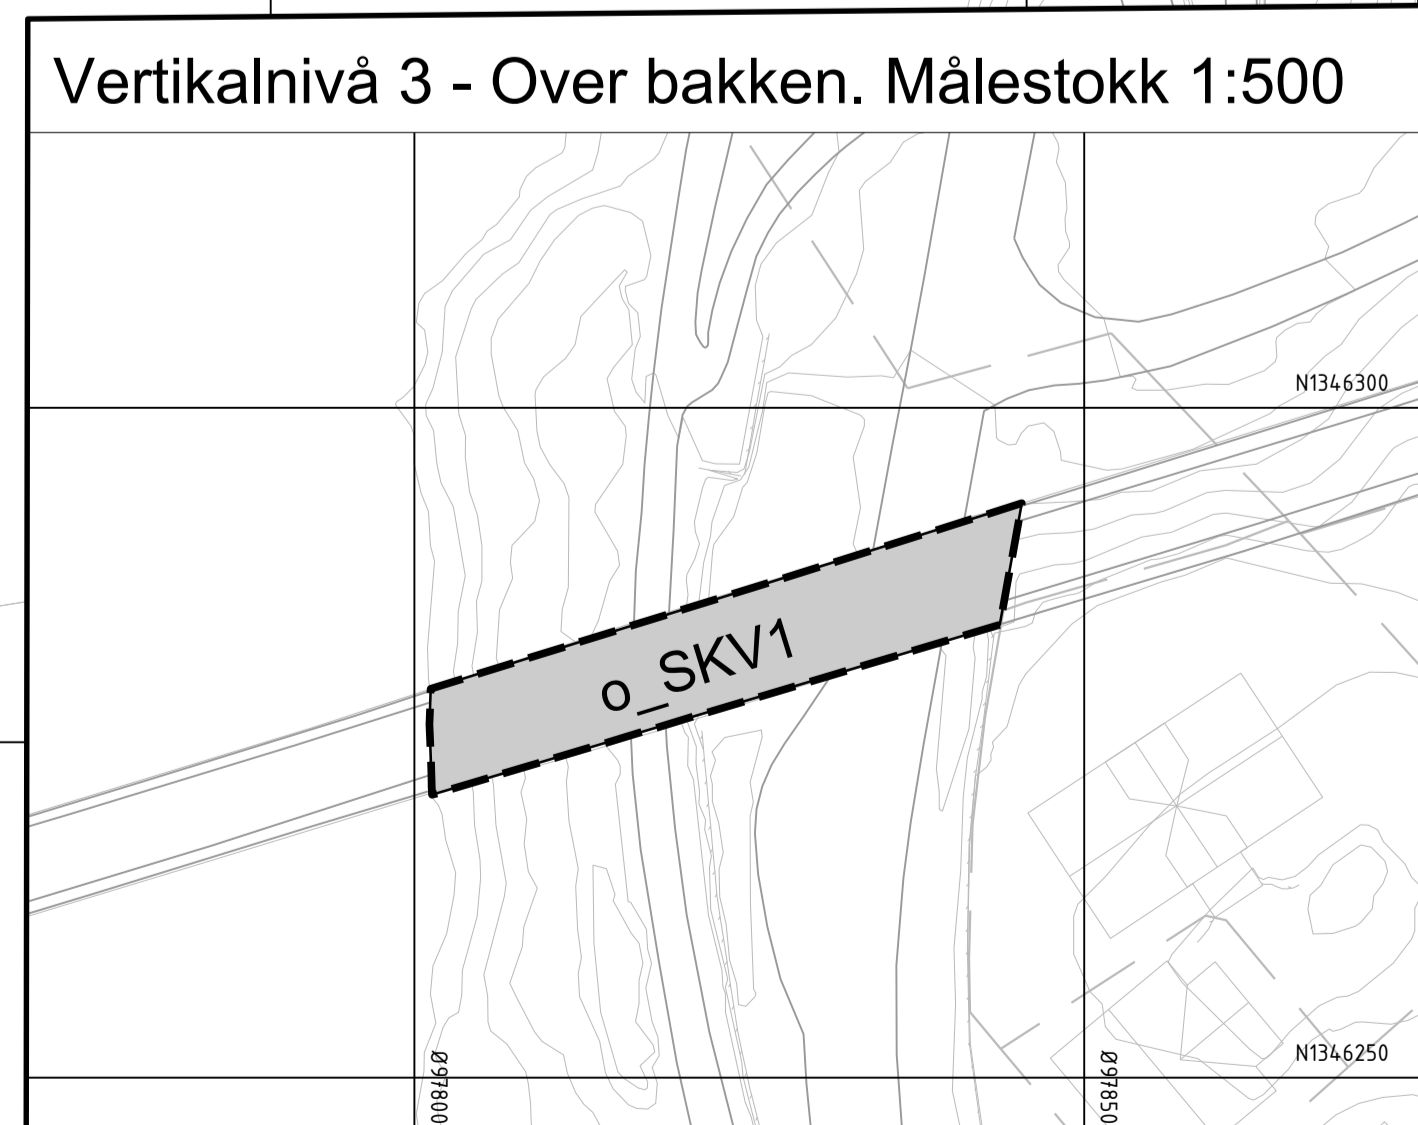 Vertikalnivå 3 - Over bakken. Målestokk 1:500
N1346300
o_SKV1
N1346250
Ø97800
Ø97850